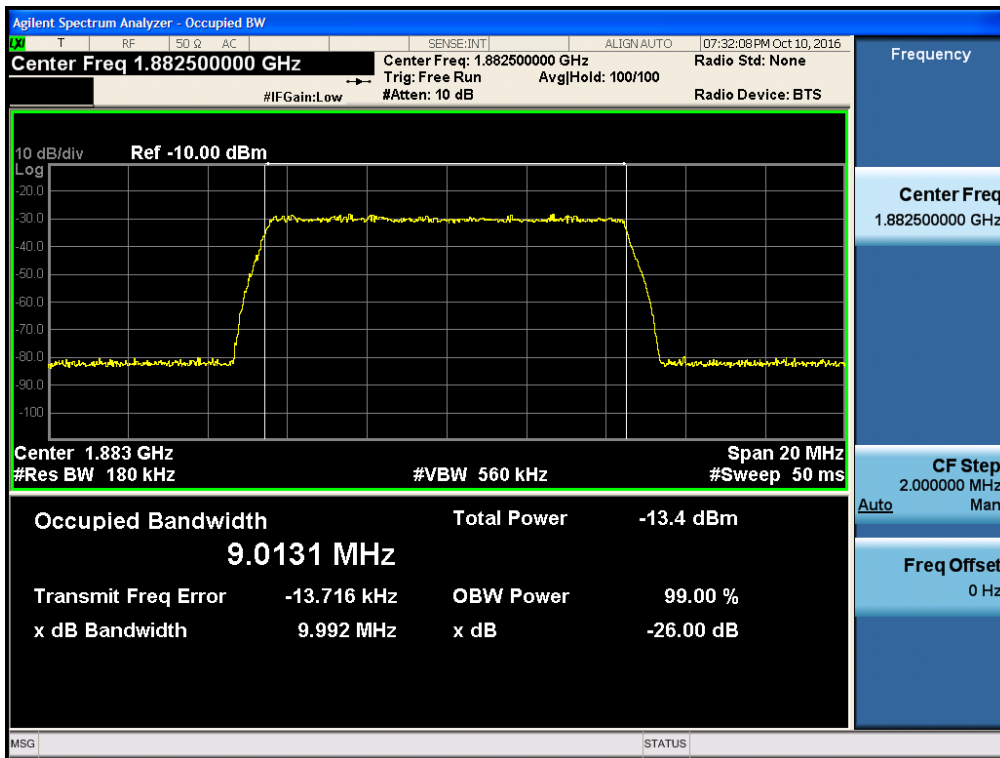 Agilent Spectrum Analyzer - Occupied BW
LXI T RF 50 Ω AC SENSE:INT ALIGN AUTO 07:32:08 PM Oct 10, 2016
Center Freq 1.882500000 GHz
Center Freq: 1.882500000 GHz Radio Std: None
Trig: Free Run Avg|Hold: 100/100
#IFGain:Low #Atten: 10 dB Radio Device: BTS
10 dB/div Ref -10.00 dBm
Log
-20.0
-30.0
-40.0
-50.0
-60.0
-70.0
-80.0
-90.0
-100
Center 1.883 GHz Span 20 MHz
#Res BW 180 kHz #VBW 560 kHz #Sweep 50 ms
Occupied Bandwidth Total Power -13.4 dBm
9.0131 MHz
Transmit Freq Error -13.716 kHz OBW Power 99.00 %
x dB Bandwidth 9.992 MHz x dB -26.00 dB
Frequency
Center Freq
1.882500000 GHz
CF Step
2.000000 MHz
Auto Man
Freq Offset
0 Hz
MSG STATUS